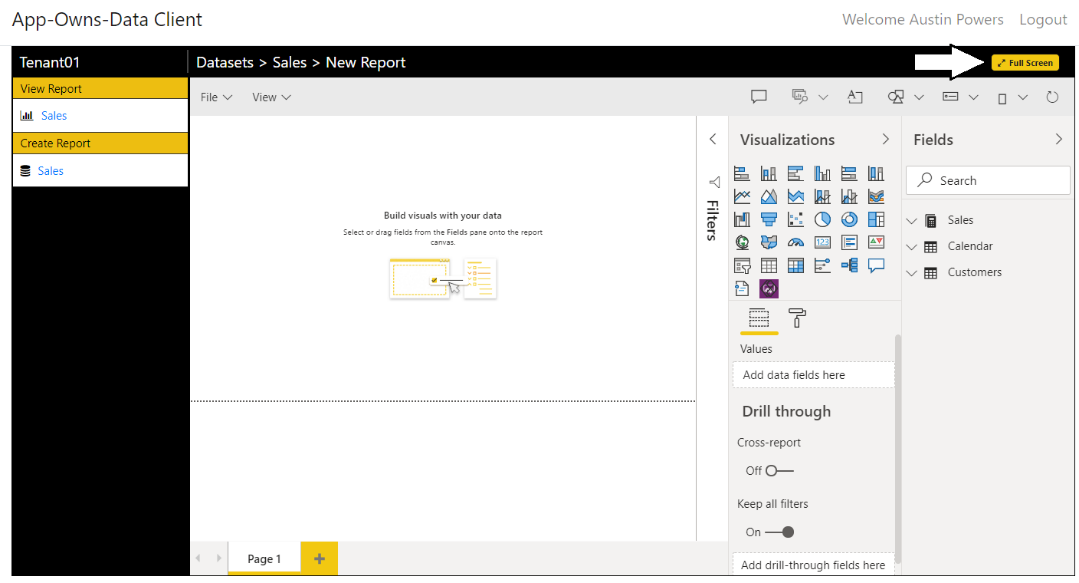 App-Owns-Data Client
Welcome Austin Powers Logout
Tenant01
Datasets > Sales > New Report
Full Screen
View Report
Sales
Create Report
Sales
File
View
Build visuals with your data
Select or drag fields from the Fields pane onto the report
canvas.
Page 1
+
Filters
Visualizations
123
Values
Add data fields here
Drill through
Cross-report
Off
Keep all filters
On
Add drill-through fields here
Fields
Search
Sales
Calendar
Customers